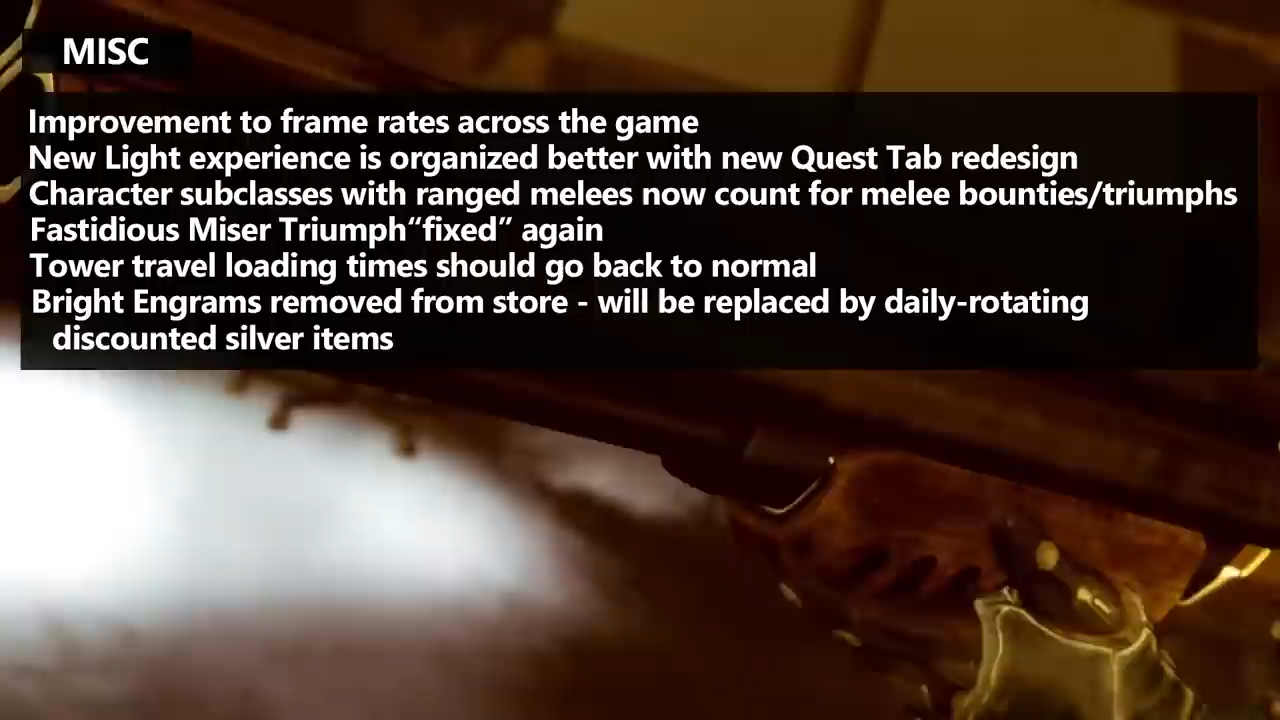 MISC
Improvement to frame rates across the game
New Light experience is organized better with new Quest Tab redesign
Character subclasses with ranged melees now count for melee bounties/triumphs
Fastidious Miser Triumph“fixed” again
Tower travel loading times should go back to normal
Bright Engrams removed from store - will be replaced by daily-rotating
discounted silver items